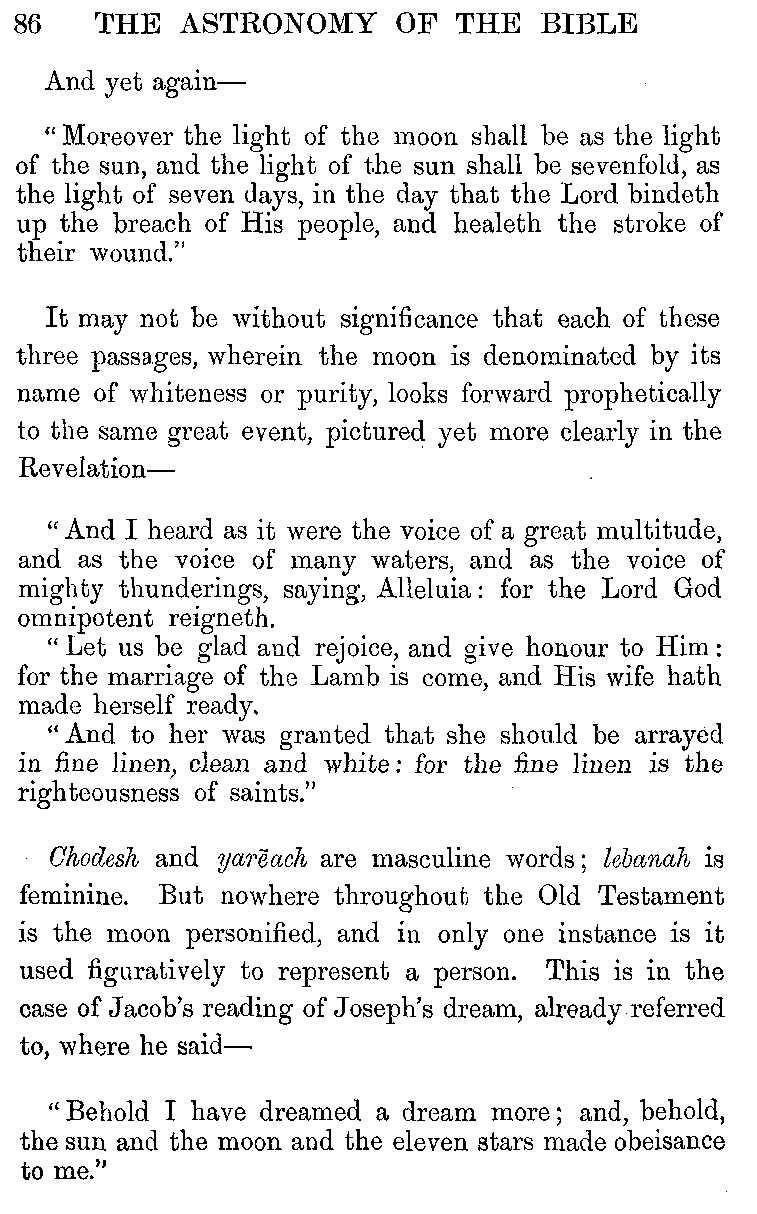 86 THE ASTRONOMY OF THE BIBLE
And yet again—
“Moreover the light of the moon shall be as the light
of the sun, and the light of the sun shall be sevenfold, as
the light of seven days, in the day that the Lord bindeth
up the breach of His people, and healeth the stroke of
their wound.”
It may not be without significance that each of these
three passages, wherein the moon is denominated by its
name of whiteness or purity, looks forward prophetically
to the same great event, pictured yet more clearly in the
Revelation—
“And I heard as it were the voice of a great multitude,
and as the voice of many waters, and as the voice of
mighty thunderings, saying, Alleluia: for the Lord God
omnipotent reigneth.
“Let us be glad and rejoice, and give honour to Him:
for the marriage of the Lamb is come, and His wife hath
made herself ready.
“And to her was granted that she should be arrayed
in fine linen, clean and white: for the fine linen is the
righteousness of saints.”
Chodesh and yarēach are masculine words; lebanah is
feminine. But nowhere throughout the Old Testament
is the moon personified, and in only one instance is it
used figuratively to represent a person. This is in the
case of Jacob’s reading of Joseph’s dream, already referred
to, where he said—
“Behold I have dreamed a dream more; and, behold,
the sun and the moon and the eleven stars made obeisance
to me.”